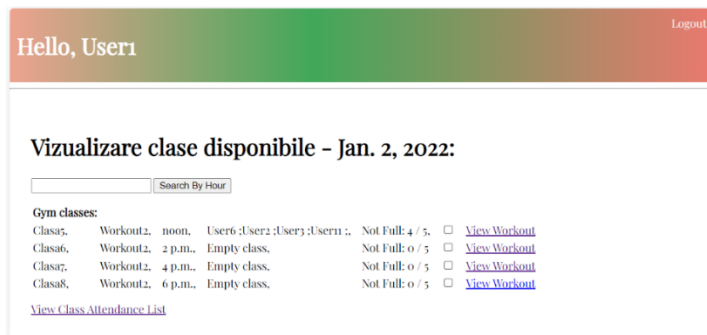 Logout
Hello, User1
Vizualizare clase disponibile - Jan. 2, 2022:
Search By Hour
Gym classes:
Clasa5, Workout2, noon, User6 ;User2 ;User3 ;User11 ;, Not Full: 4 / 5, View Workout
Clasa6, Workout2, 2 p.m., Empty class, Not Full: 0 / 5 View Workout
Clasa7, Workout2, 4 p.m., Empty class, Not Full: 0 / 5 View Workout
Clasa8, Workout2, 6 p.m., Empty class, Not Full: 0 / 5 View Workout
View Class Attendance List